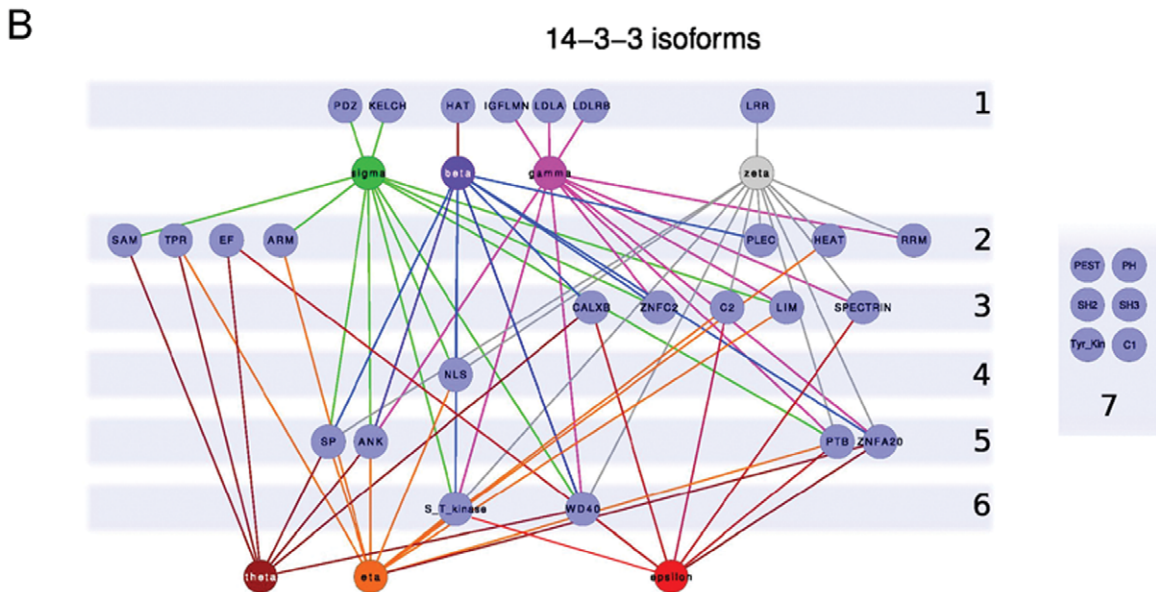 B
14-3-3 isoforms
PDZ KELCH HAT IGFLMN LDLA LDLRB LRR 1
sigma beta gamma zeta
SAM TPR EF ARM PLEC HEAT RRM 2
CALXB ZNFC2 C2 LIM SPECTRIN 3
NLS 4
SP ANK PTB ZNFA20 5
S_T_kinase WD40 6
theta eta epsilon
PEST PH
SH2 SH3
Tyr_Kin C1
7